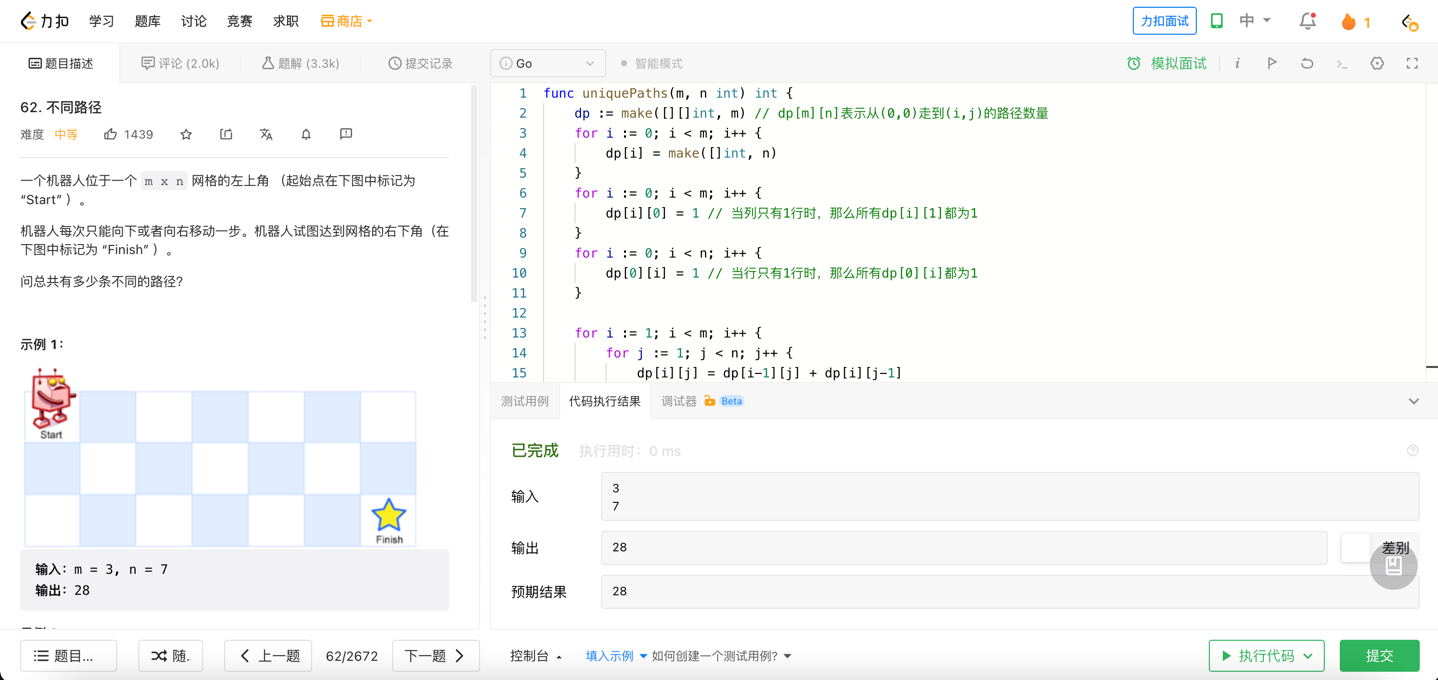 力扣 学习 题库 讨论 竞赛 求职 商店 力扣面试 中 1
题目描述 评论 (2.0k) 题解 (3.3k) 提交记录
62. 不同路径
难度 中等 1439
一个机器人位于一个 m x n 网格的左上角 （起始点在下图中标记为
“Start” ）。
机器人每次只能向下或者向右移动一步。机器人试图达到网格的右下角（在
下图中标记为 “Finish” ）。
问总共有多少条不同的路径？
示例 1：
Start
Finish
输入：m = 3, n = 7
输出：28
题目... 随. 上一题 62/2672 下一题
i Go 智能模式 模拟面试 i
1 func uniquePaths(m, n int) int {
2 dp := make([][]int, m) // dp[m][n]表示从(0,0)走到(i,j)的路径数量
3 for i := 0; i < m; i++ {
4 dp[i] = make([]int, n)
5 }
6 for i := 0; i < m; i++ {
7 dp[i][0] = 1 // 当列只有1行时，那么所有dp[i][1]都为1
8 }
9 for i := 0; i < n; i++ {
10 dp[0][i] = 1 // 当行只有1行时，那么所有dp[0][i]都为1
11 }
12
13 for i := 1; i < m; i++ {
14 for j := 1; j < n; j++ {
15 dp[i][j] = dp[i-1][j] + dp[i][j-1]
测试用例 代码执行结果 调试器 Beta
已完成 执行用时：0 ms
输入
3
7
输出 28 差别
预期结果 28
控制台 填入示例 如何创建一个测试用例? 执行代码 提交